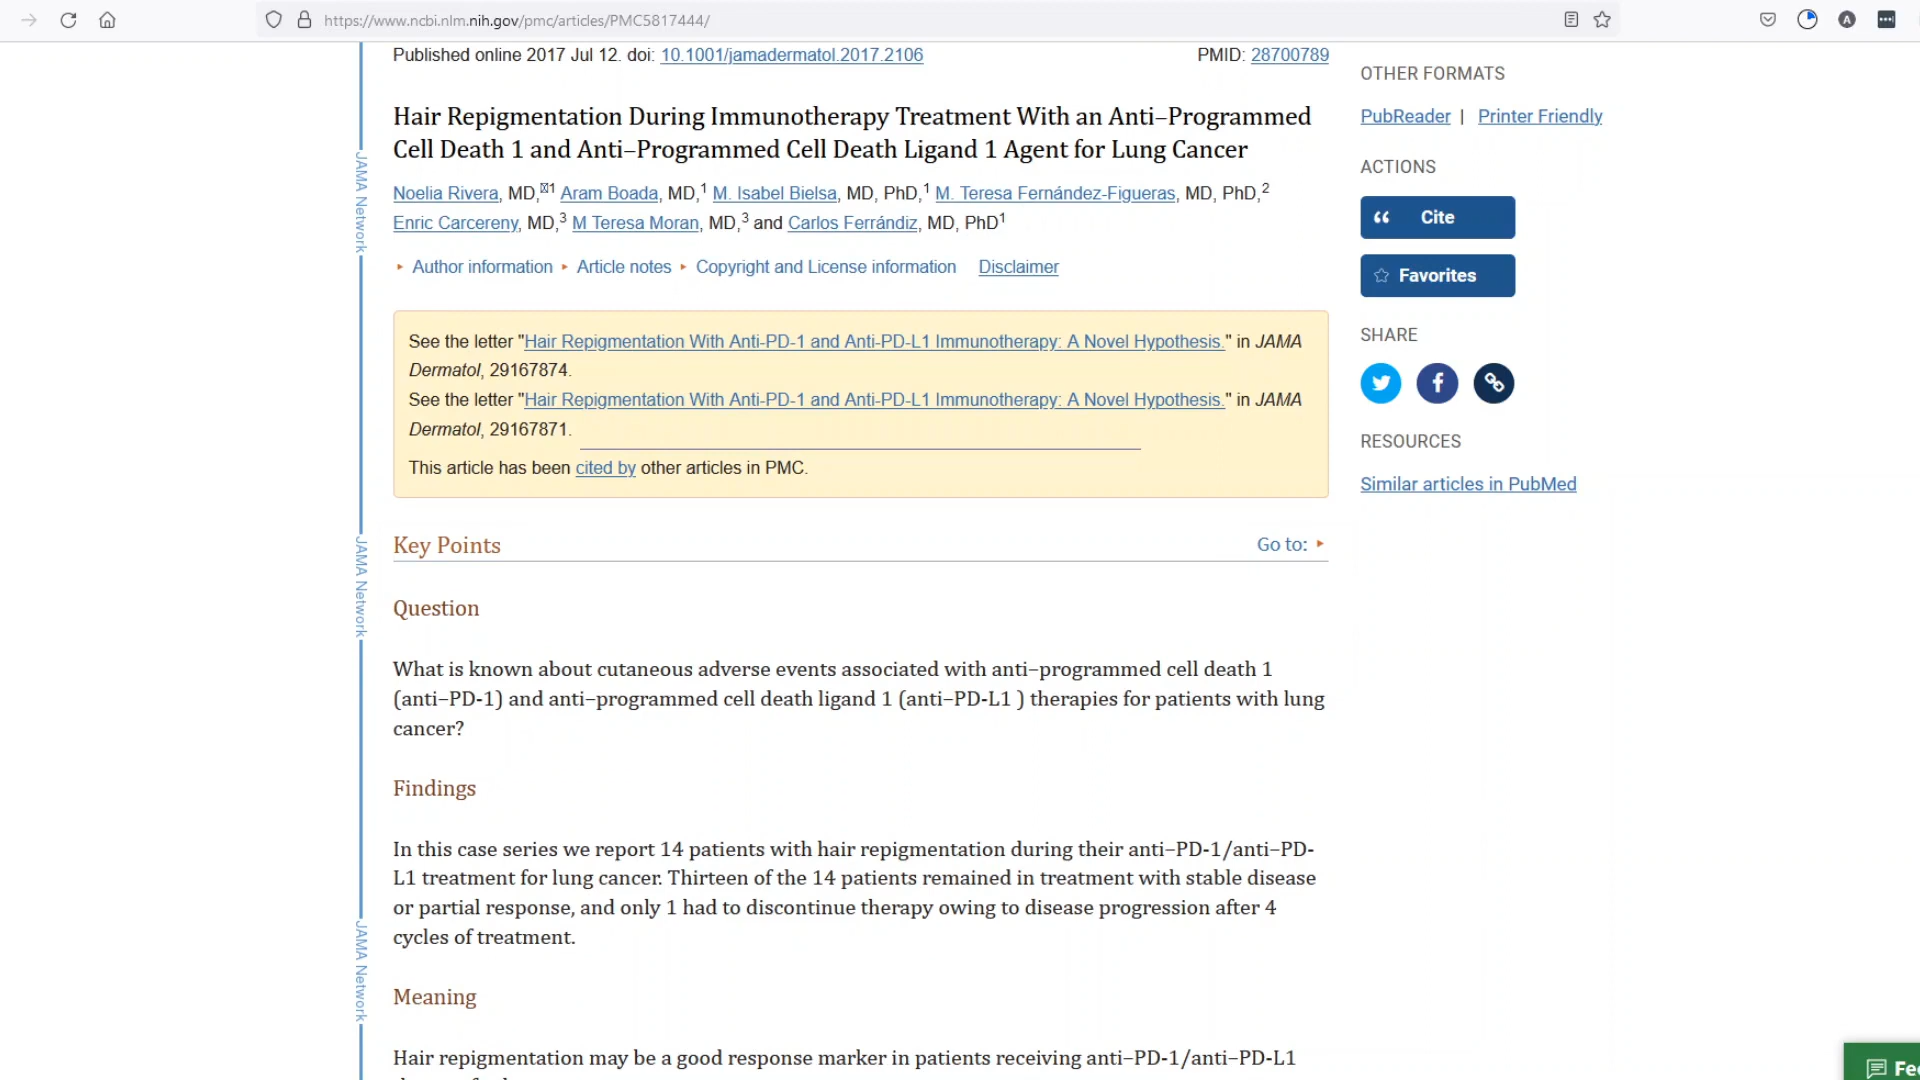 https://www.ncbi.nlm.nih.gov/pmc/articles/PMC5817444/
Published online 2017 Jul 12. doi: 10.1001/jamadermatol.2017.2106
PMID: 28700789
Hair Repigmentation During Immunotherapy Treatment With an Anti–Programmed
Cell Death 1 and Anti–Programmed Cell Death Ligand 1 Agent for Lung Cancer
Noelia Rivera, MD,1 Aram Boada, MD,1 M. Isabel Bielsa, MD, PhD,1 M. Teresa Fernández-Figueras, MD, PhD,2
Enric Carcereny, MD,3 M Teresa Moran, MD,3 and Carlos Ferrándiz, MD, PhD1
Author information Article notes Copyright and License information Disclaimer
See the letter "Hair Repigmentation With Anti-PD-1 and Anti-PD-L1 Immunotherapy: A Novel Hypothesis." in JAMA
Dermatol, 29167874.
See the letter "Hair Repigmentation With Anti-PD-1 and Anti-PD-L1 Immunotherapy: A Novel Hypothesis." in JAMA
Dermatol, 29167871.
This article has been cited by other articles in PMC.
Key Points
Go to:
Question
What is known about cutaneous adverse events associated with anti–programmed cell death 1
(anti–PD-1) and anti–programmed cell death ligand 1 (anti–PD-L1 ) therapies for patients with lung
cancer?
Findings
In this case series we report 14 patients with hair repigmentation during their anti–PD-1/anti–PD-
L1 treatment for lung cancer. Thirteen of the 14 patients remained in treatment with stable disease
or partial response, and only 1 had to discontinue therapy owing to disease progression after 4
cycles of treatment.
Meaning
Hair repigmentation may be a good response marker in patients receiving anti–PD-1/anti–PD-L1
JAMA Network
JAMA Network
JAMA Network
OTHER FORMATS
PubReader | Printer Friendly
ACTIONS
Cite
Favorites
SHARE
RESOURCES
Similar articles in PubMed
A